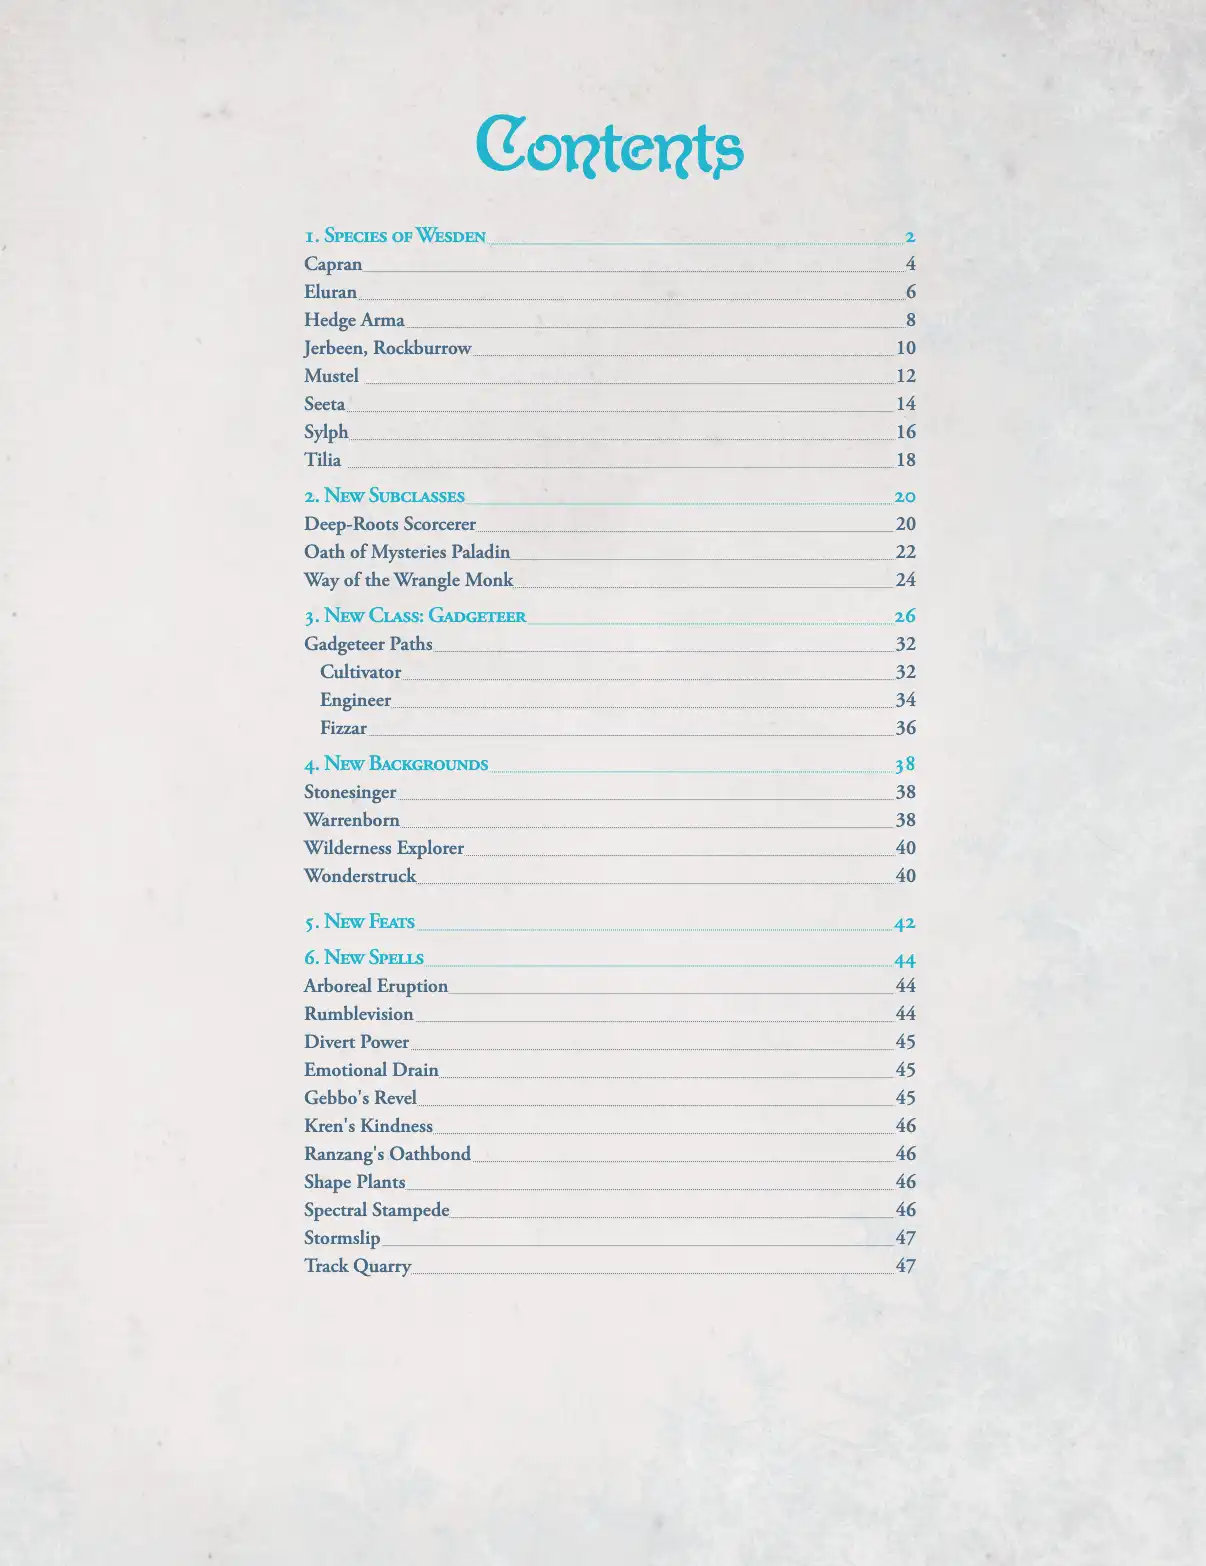 Contents
1. Species of Wesden 2
Capran 4
Eluran 6
Hedge Arma 8
Jerbeen, Rockburrow 10
Mustel 12
Seeta 14
Sylph 16
Tilia 18
2. New Subclasses 20
Deep-Roots Scorcerer 20
Oath of Mysteries Paladin 22
Way of the Wrangle Monk 24
3. New Class: Gadgeteer 26
Gadgeteer Paths 32
Cultivator 32
Engineer 34
Fizzar 36
4. New Backgrounds 38
Stonesinger 38
Warrenborn 38
Wilderness Explorer 40
Wonderstruck 40
5. New Feats 42
6. New Spells 44
Arboreal Eruption 44
Rumblevision 44
Divert Power 45
Emotional Drain 45
Gebbo's Revel 45
Kren's Kindness 46
Ranzang's Oathbond 46
Shape Plants 46
Spectral Stampede 46
Stormslip 47
Track Quarry 47